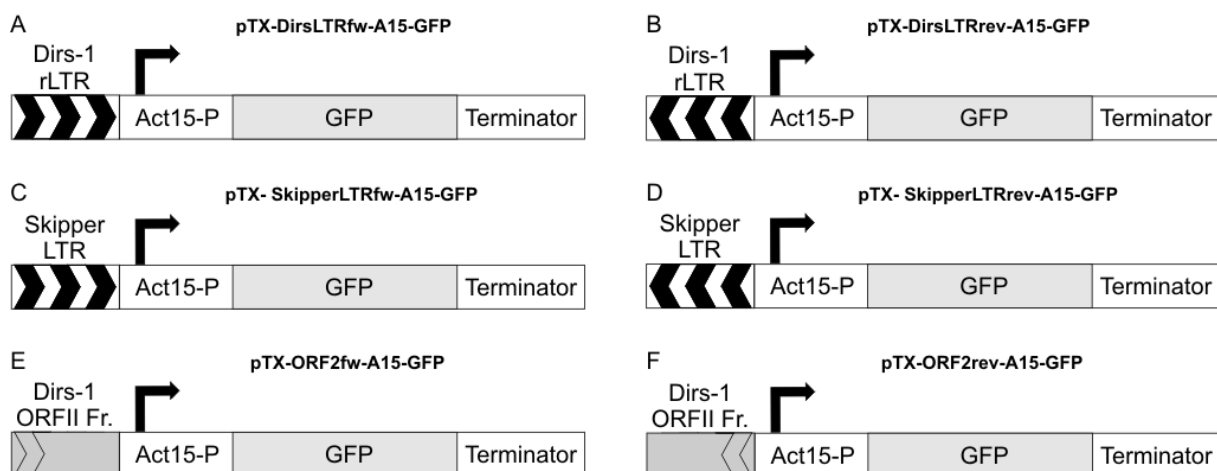 A
pTX-DirsLTRfw-A15-GFP
Dirs-1
rLTR
Act15-P
GFP
Terminator
B
pTX-DirsLTRrev-A15-GFP
Dirs-1
rLTR
Act15-P
GFP
Terminator
C
pTX- SkipperLTRfw-A15-GFP
Skipper
LTR
Act15-P
GFP
Terminator
D
pTX- SkipperLTRrev-A15-GFP
Skipper
LTR
Act15-P
GFP
Terminator
E
pTX-ORF2fw-A15-GFP
Dirs-1
ORFII Fr.
Act15-P
GFP
Terminator
F
pTX-ORF2rev-A15-GFP
Dirs-1
ORFII Fr.
Act15-P
GFP
Terminator